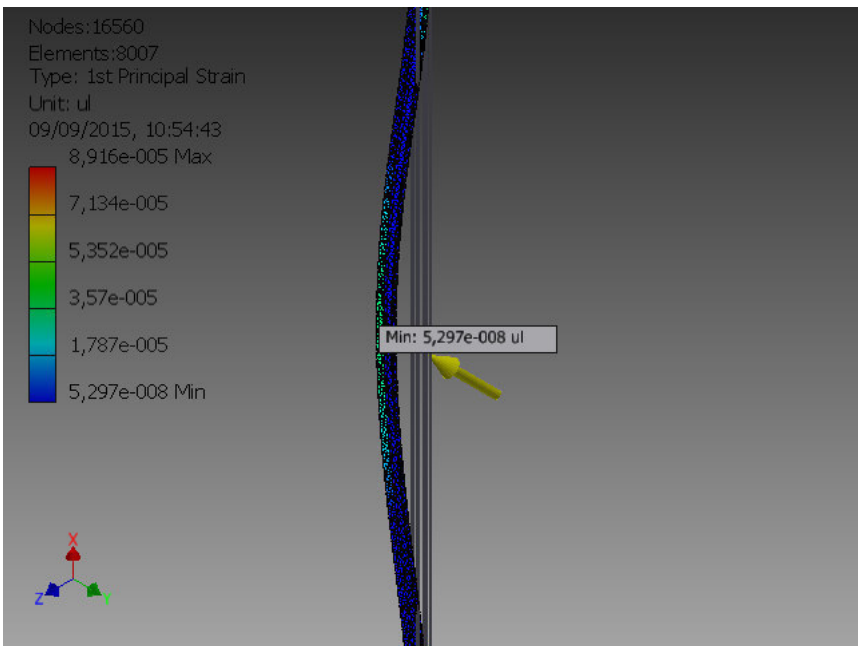 Nodes:16560
Elements:8007
Type: 1st Principal Strain
Unit: ul
09/09/2015, 10:54:43
8,916e-005 Max
7,134e-005
5,352e-005
3,57e-005
1,787e-005
5,297e-008 Min
Min: 5,297e-008 ul
X
Z
Y